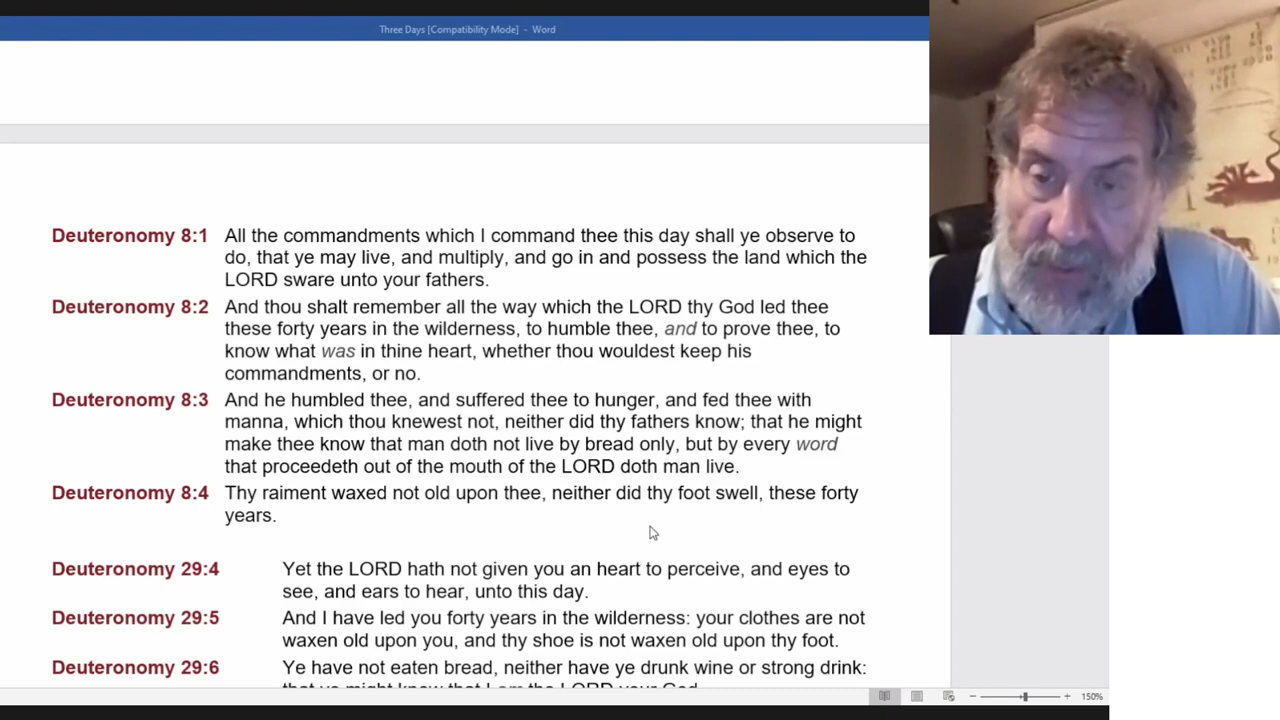 Three Days [Compatibility Mode] - Word
Deuteronomy 8:1 All the commandments which I command thee this day shall ye observe to
do, that ye may live, and multiply, and go in and possess the land which the
LORD sware unto your fathers.
Deuteronomy 8:2 And thou shalt remember all the way which the LORD thy God led thee
these forty years in the wilderness, to humble thee, and to prove thee, to
know what was in thine heart, whether thou wouldest keep his
commandments, or no.
Deuteronomy 8:3 And he humbled thee, and suffered thee to hunger, and fed thee with
manna, which thou knewest not, neither did thy fathers know; that he might
make thee know that man doth not live by bread only, but by every word
that proceedeth out of the mouth of the LORD doth man live.
Deuteronomy 8:4 Thy raiment waxed not old upon thee, neither did thy foot swell, these forty
years.
Deuteronomy 29:4 Yet the LORD hath not given you an heart to perceive, and eyes to
see, and ears to hear, unto this day.
Deuteronomy 29:5 And I have led you forty years in the wilderness: your clothes are not
waxen old upon you, and thy shoe is not waxen old upon thy foot.
Deuteronomy 29:6 Ye have not eaten bread, neither have ye drunk wine or strong drink:
that ye might know that I am the LORD your God.
150%